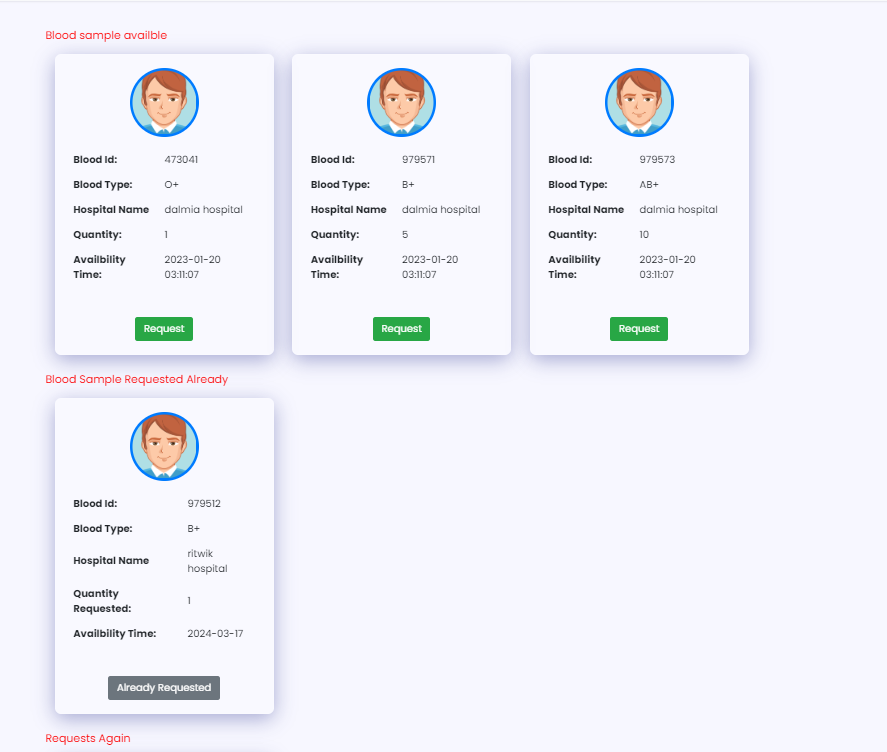 Blood sample availble
Blood Id: 473041
Blood Type: O+
Hospital Name dalmia hospital
Quantity: 1
Availbility Time: 2023-01-20 03:11:07
Request
Blood Id: 979571
Blood Type: B+
Hospital Name dalmia hospital
Quantity: 5
Availbility Time: 2023-01-20 03:11:07
Request
Blood Id: 979573
Blood Type: AB+
Hospital Name dalmia hospital
Quantity: 10
Availbility Time: 2023-01-20 03:11:07
Request
Blood Sample Requested Already
Blood Id: 979512
Blood Type: B+
Hospital Name ritwik hospital
Quantity Requested: 1
Availbility Time: 2024-03-17
Already Requested
Requests Again